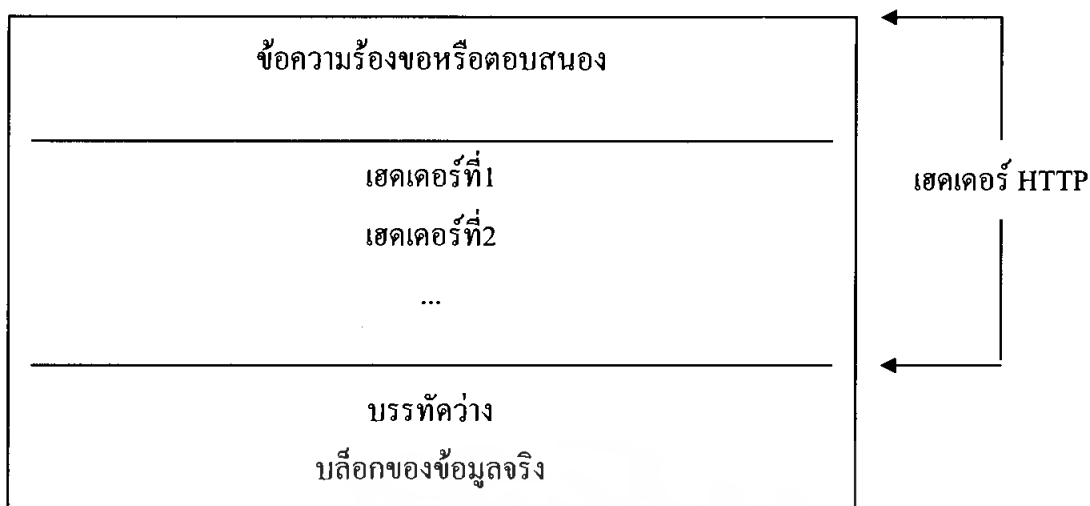 ข้อความร้องขอหรือตอบสนอง
เฮดเดอร์ที่1
เฮดเดอร์ HTTP
เฮดเดอร์ที่2
...
บรรทัดว่าง
บล็อกของข้อมูลจริง